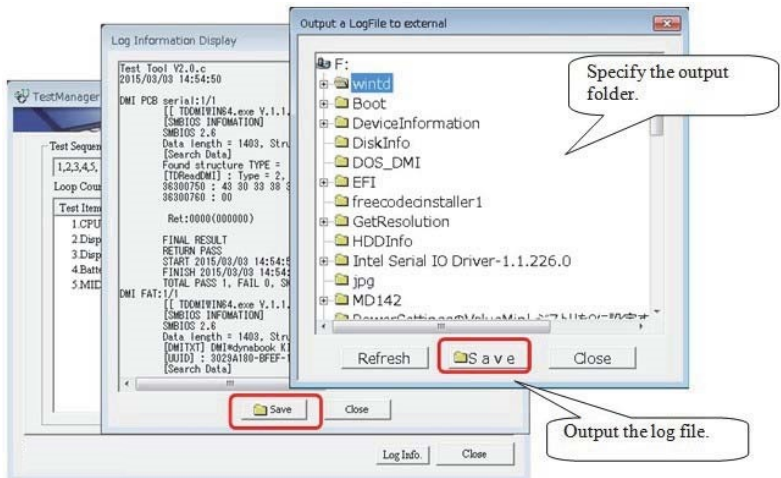 TestManager
Test Sequen
1,2,3,4,5,
Loop Coun
Test Item
1.CPU
2.Disp
3.Disp
4.Batte
5.MID
Log Info.
Close
Log Information Display
Test Tool V2.0.c
2015/03/03 14:54:50
DMI PCB serial:1/1
[[ TDDMIWIN64.exe V.1.1.
[SMBIOS INFOMATION]
SMBIOS 2.6
Data length = 1403, Stru
[Search Data]
Found structure TYPE =
[TDReadDMI] : Type = 2,
36300750 : 43 30 33 38 3
36300760 : 00
Ret:0000(000000)
FINAL RESULT
RETURN PASS
START 2015/03/03 14:54:5
FINISH 2015/03/03 14:54:
TOTAL PASS 1, FAIL 0, SK
DMI FAT:1/1
[[ TDDMIWIN64.exe V.1.1.
[SMBIOS INFOMATION]
SMBIOS 2.6
Data length = 1403, Stru
[DMITXT] DMI*dynabook KI
[UUID] : 3029A180-BFEF-1
[Search Data]
Save
Close
Output a LogFile to external
F:
wintd
Boot
DeviceInformation
DiskInfo
DOS_DMI
EFI
freecodecinstaller1
GetResolution
HDDInfo
Intel Serial IO Driver-1.1.226.0
jpg
MD142
Refresh
S a v e
Close
Specify the output
folder.
Output the log file.